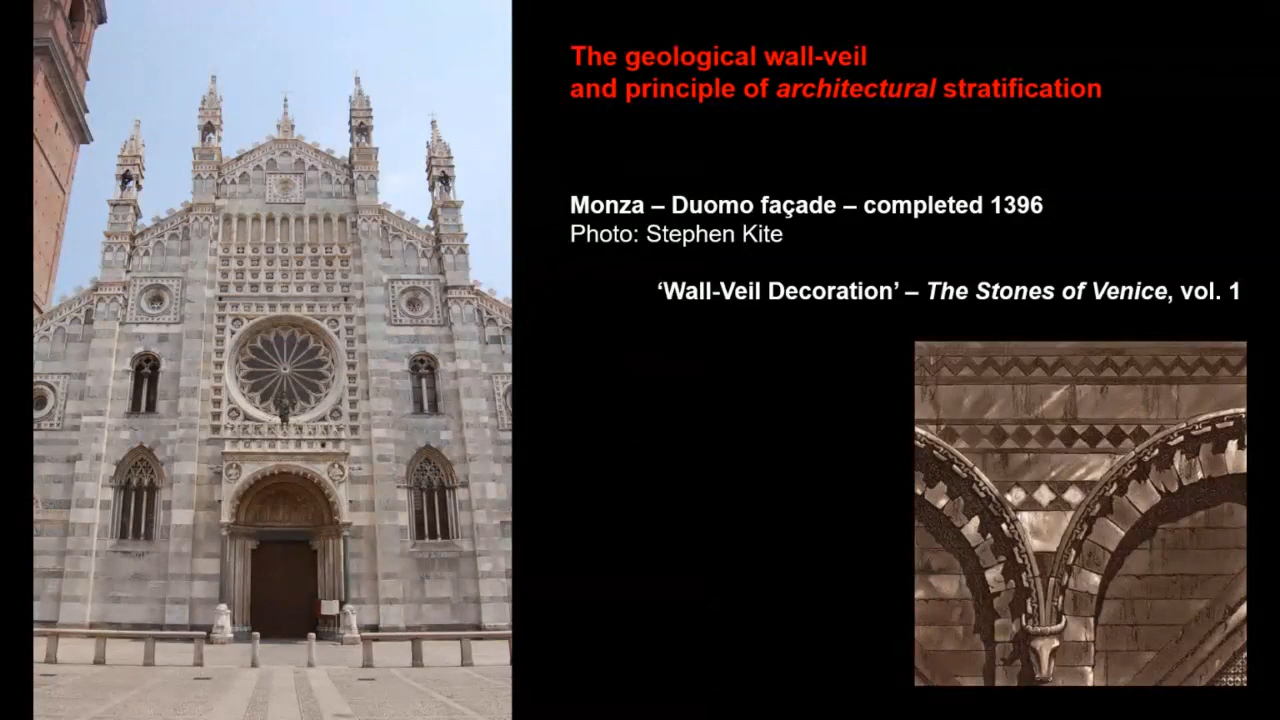 The geological wall-veil
and principle of architectural stratification
Monza – Duomo façade – completed 1396
Photo: Stephen Kite
‘Wall-Veil Decoration’ – The Stones of Venice, vol. 1